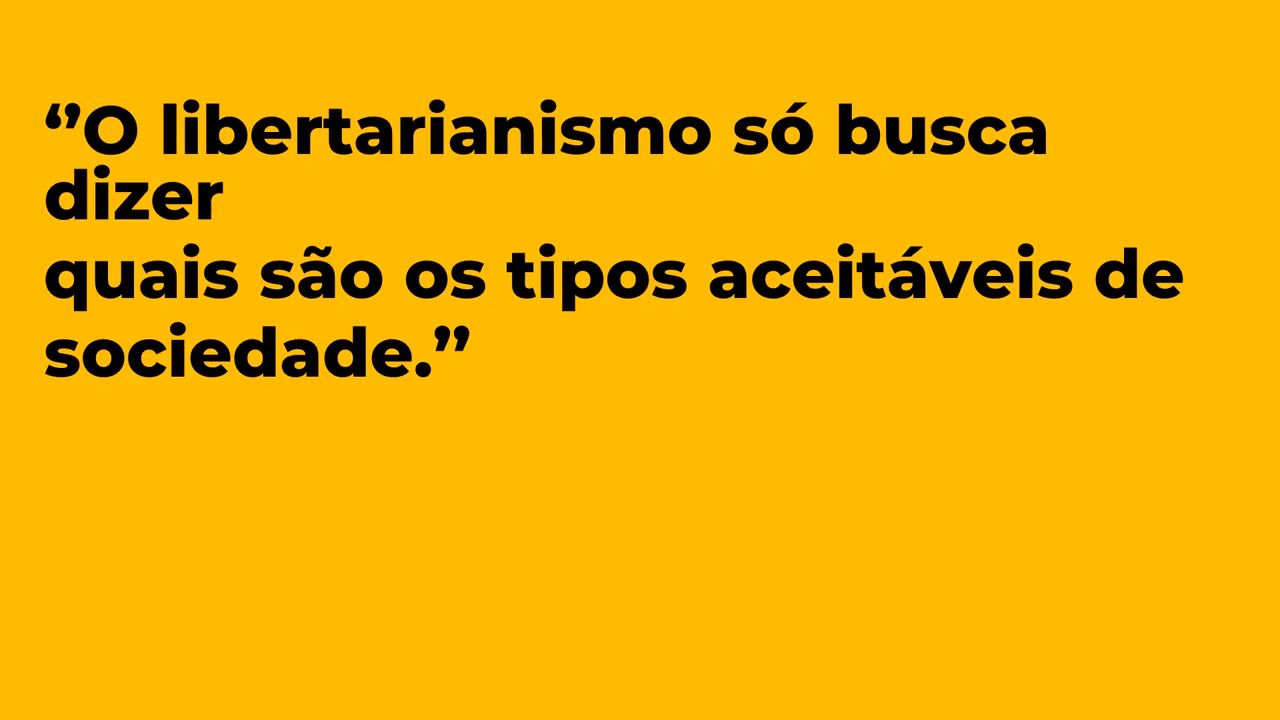 ‘’O libertarianismo só busca
dizer
quais são os tipos aceitáveis de
sociedade.’’